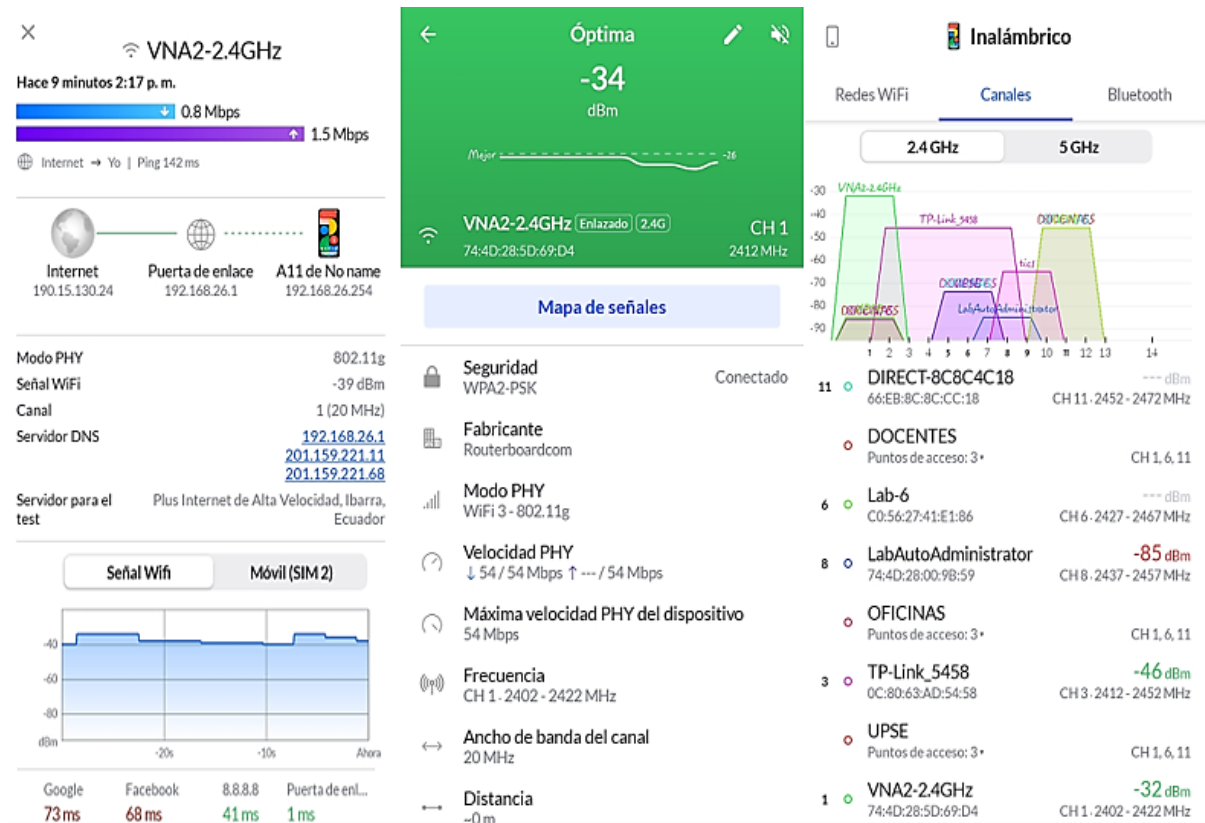 VNA2-2.4GHz
Hace 9 minutos 2:17 p. m.
0.8 Mbps
1.5 Mbps
Internet → Yo | Ping 142 ms
Internet
190.15.130.24
Puerta de enlace
192.168.26.1
A11 de No name
192.168.26.254
Modo PHY 802.11g
Señal WiFi -39 dBm
Canal 1 (20 MHz)
Servidor DNS 192.168.26.1
201.159.221.11
201.159.221.68
Servidor para el test Plus Internet de Alta Velocidad, Ibarra, Ecuador
Señal Wifi Móvil (SIM 2)
-40
-60
-80
dBm
-20s -10s Ahora
Google Facebook 8.8.8.8 Puerta de enl...
73 ms 68 ms 41 ms 1 ms
Óptima
-34
dBm
Mejor -26
VNA2-2.4GHz Enlazado 2.4G CH 1
74:4D:28:5D:69:D4 2412 MHz
Mapa de señales
Seguridad
WPA2-PSK Conectado
Fabricante
Routerboardcom
Modo PHY
WiFi 3 - 802.11g
Velocidad PHY
↓ 54 / 54 Mbps ↑ --- / 54 Mbps
Máxima velocidad PHY del dispositivo
54 Mbps
Frecuencia
CH 1 - 2402 - 2422 MHz
Ancho de banda del canal
20 MHz
Distancia
~0 m
Inalámbrico
Redes WiFi Canales Bluetooth
2.4 GHz 5 GHz
-30 VNA2-2.4GHz
-40 TP-Link_5458
-50
-60 tics
-70
-80 LabAutoAdministrator
-90
1 2 3 4 5 6 7 8 9 10 11 12 13 14
11 DIRECT-8C8C4C18 --- dBm
66:EB:8C:8C:CC:18 CH 11 - 2452 - 2472 MHz
DOCENTES
Puntos de acceso: 3 CH 1, 6, 11
6 Lab-6 --- dBm
C0:56:27:41:E1:86 CH 6 - 2427 - 2467 MHz
8 LabAutoAdministrator -85 dBm
74:4D:28:00:9B:59 CH 8 - 2437 - 2457 MHz
OFICINAS
Puntos de acceso: 3 CH 1, 6, 11
3 TP-Link_5458 -46 dBm
0C:80:63:AD:54:58 CH 3 - 2412 - 2452 MHz
UPSE
Puntos de acceso: 3 CH 1, 6, 11
1 VNA2-2.4GHz -32 dBm
74:4D:28:5D:69:D4 CH 1 - 2402 - 2422 MHz